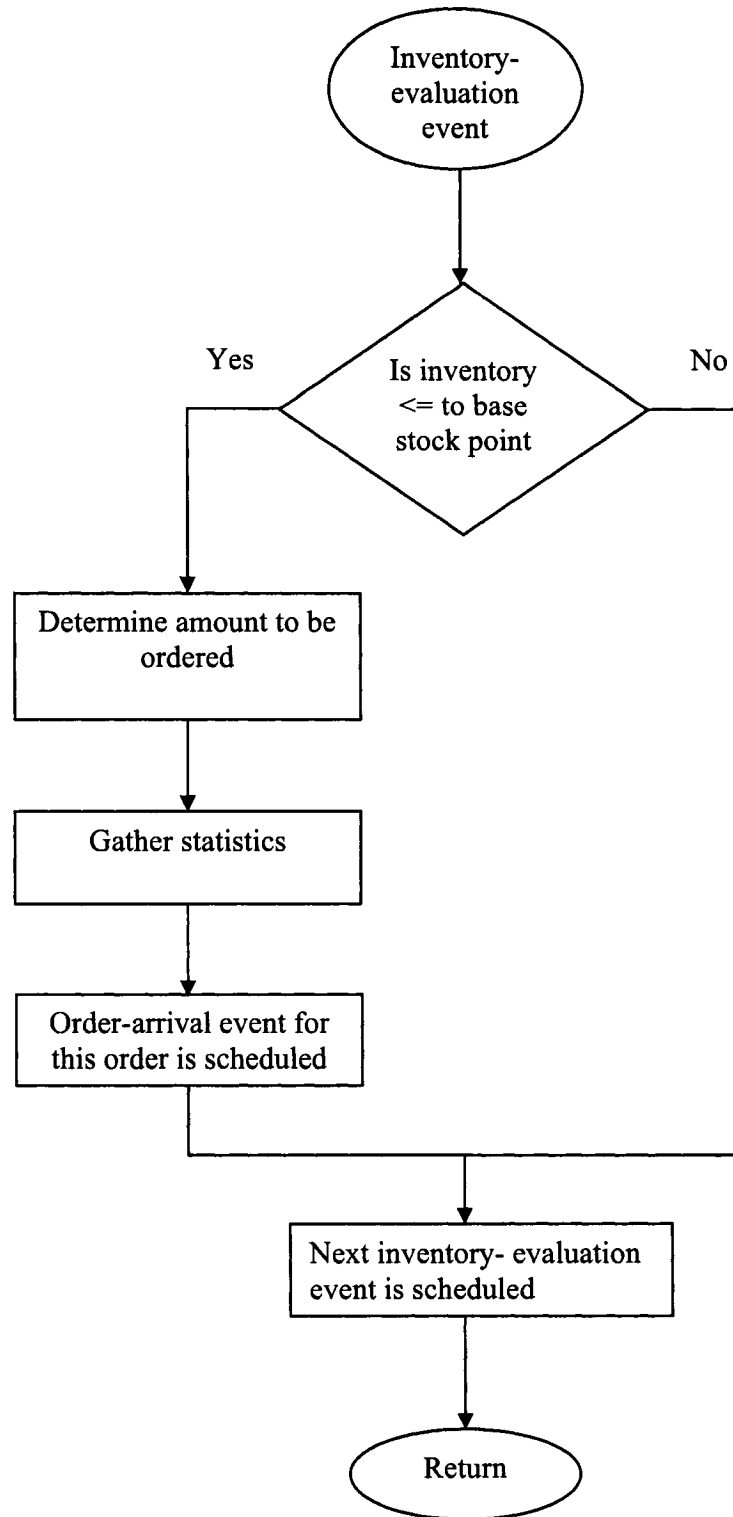 Inventory-
evaluation
event
Yes
No
Is inventory
<= to base
stock point
Determine amount to be
ordered
Gather statistics
Order-arrival event for
this order is scheduled
Next inventory- evaluation
event is scheduled
Return